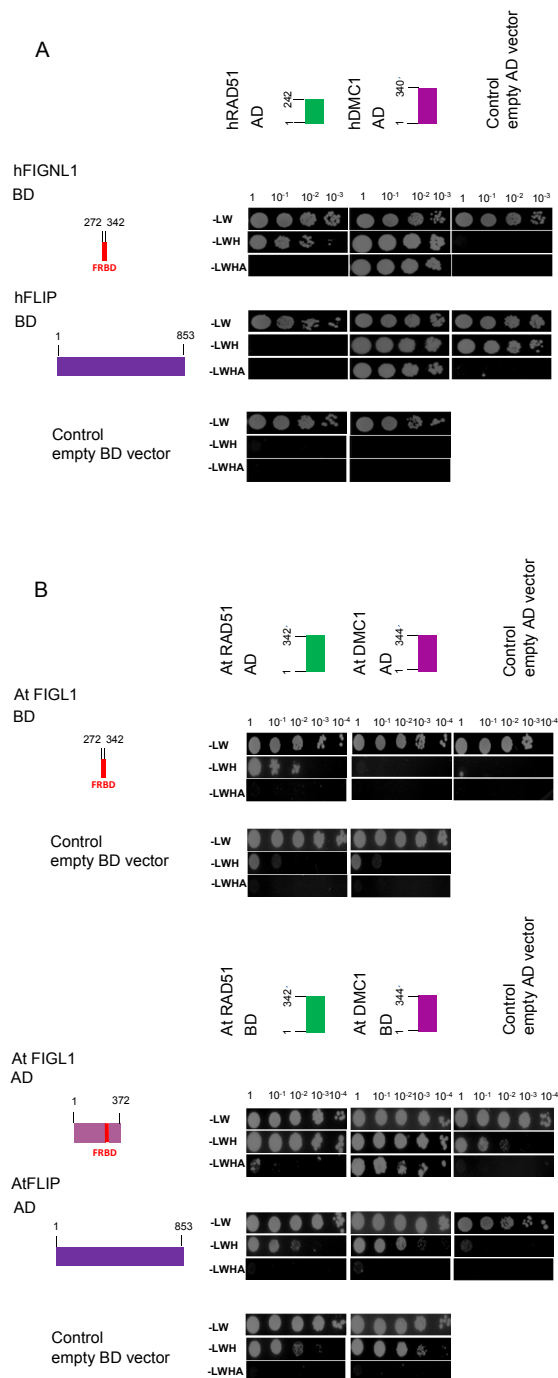 A
hRAD51
AD
1 242
hDMC1
AD
1 340
Control
empty AD vector
hFIGNL1
BD
272 342
FRBD
1 10-1 10-2 10-3 1 10-1 10-2 10-3 1 10-1 10-2 10-3
-LW
-LWH
-LWHA
hFLIP
BD
1 853
-LW
-LWH
-LWHA
Control
empty BD vector
-LW
-LWH
-LWHA
B
At RAD51
AD
1 342
At DMC1
AD
1 344
Control
empty AD vector
At FIGL1
BD
272 342
FRBD
1 10-1 10-2 10-3 10-4 1 10-1 10-2 10-3 10-4 1 10-1 10-2 10-3 10-4
-LW
-LWH
-LWHA
Control
empty BD vector
-LW
-LWH
-LWHA
At RAD51
BD
1 342
At DMC1
BD
1 344
Control
empty AD vector
At FIGL1
AD
1 372
FRBD
1 10-1 10-2 10-3 10-4 1 10-1 10-2 10-3 10-4 1 10-1 10-2 10-3 10-4
-LW
-LWH
-LWHA
AtFLIP
AD
1 853
-LW
-LWH
-LWHA
Control
empty BD vector
-LW
-LWH
-LWHA